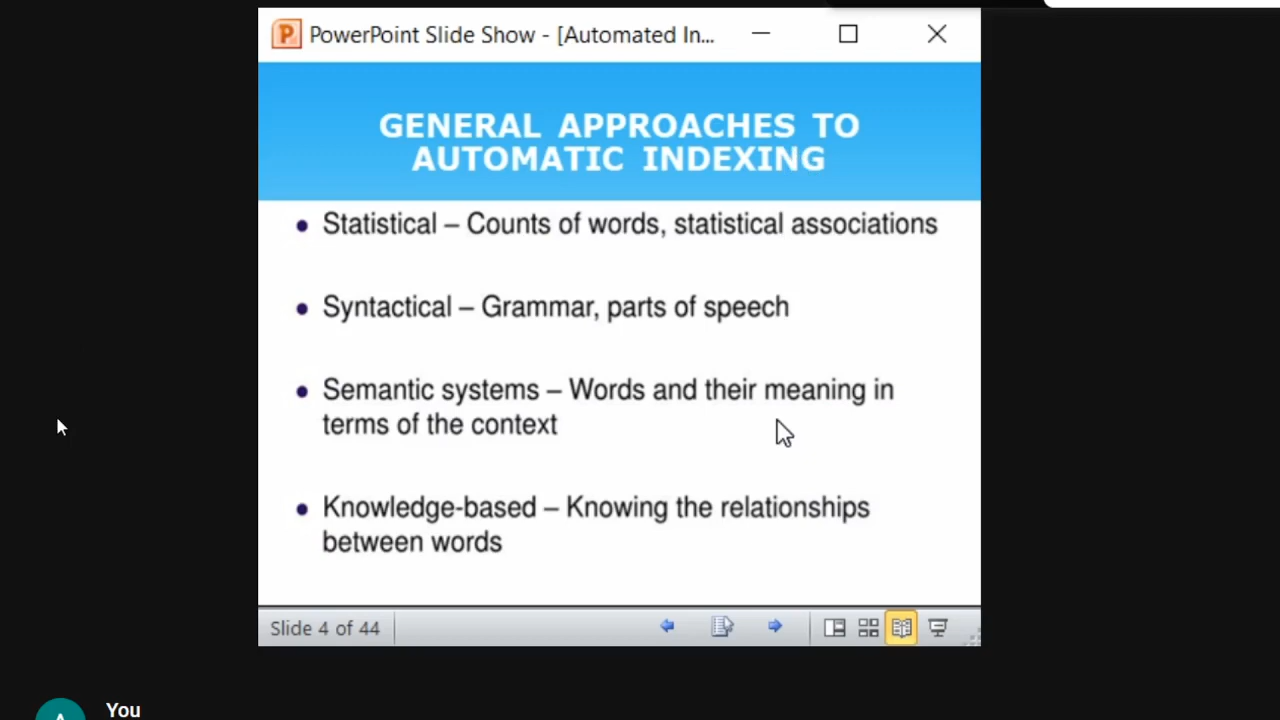 PowerPoint Slide Show - [Automated In...
GENERAL APPROACHES TO
AUTOMATIC INDEXING
• Statistical – Counts of words, statistical associations
• Syntactical – Grammar, parts of speech
• Semantic systems – Words and their meaning in
terms of the context
• Knowledge-based – Knowing the relationships
between words
Slide 4 of 44
You